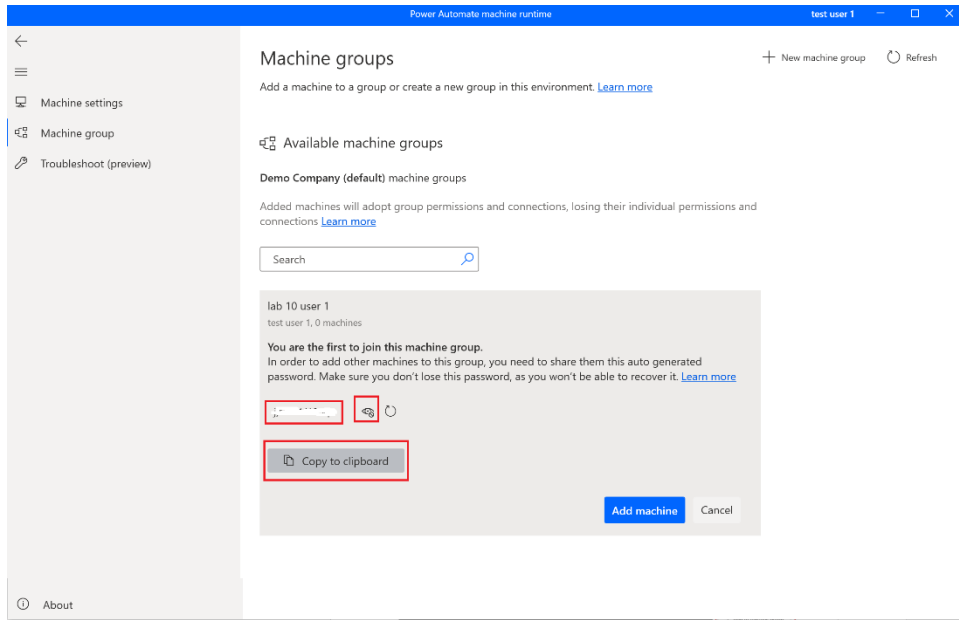 Power Automate machine runtime
test user 1
Machine groups
New machine group
Refresh
Add a machine to a group or create a new group in this environment. Learn more
Machine settings
Machine group
Troubleshoot (preview)
Available machine groups
Demo Company (default) machine groups
Added machines will adopt group permissions and connections, losing their individual permissions and
connections Learn more
Search
lab 10 user 1
test user 1, 0 machines
You are the first to join this machine group.
In order to add other machines to this group, you need to share them this auto generated
password. Make sure you don't lose this password, as you won't be able to recover it. Learn more
Copy to clipboard
Add machine
Cancel
About